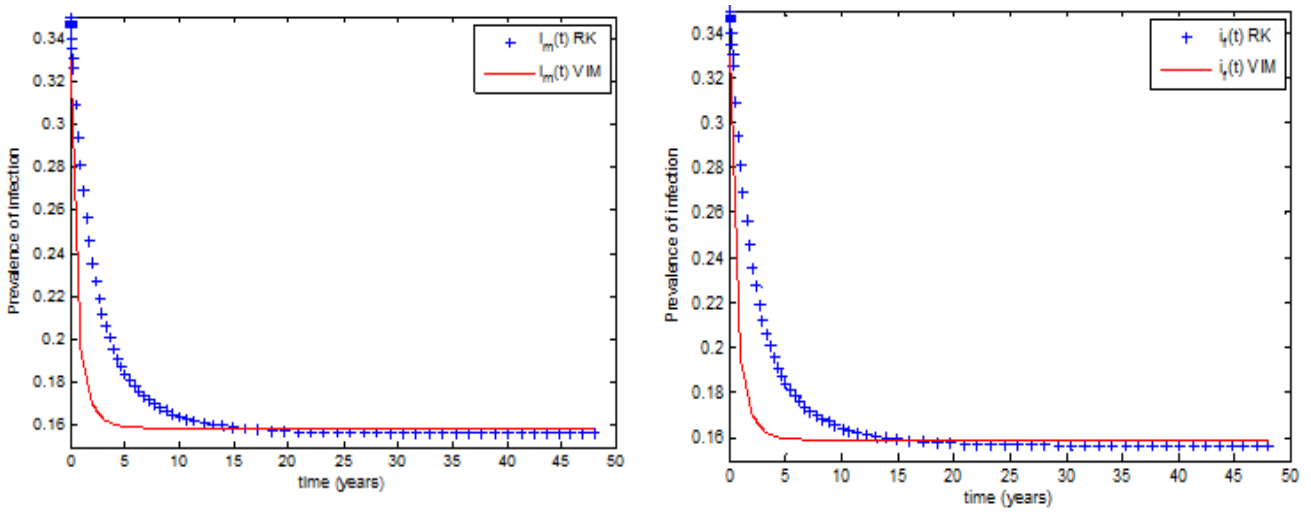 Prevalence of infection
0.34
0.32
0.3
0.28
0.26
0.24
0.22
0.2
0.18
0.16
I_m(t) RK
I_m(t) VIM
0 5 10 15 20 25 30 35 40 45 50
time (years)
Prevalence of infection
0.34
0.32
0.3
0.28
0.26
0.24
0.22
0.2
0.18
0.16
i_f(t) RK
i_f(t) VIM
0 5 10 15 20 25 30 35 40 45 50
time (years)